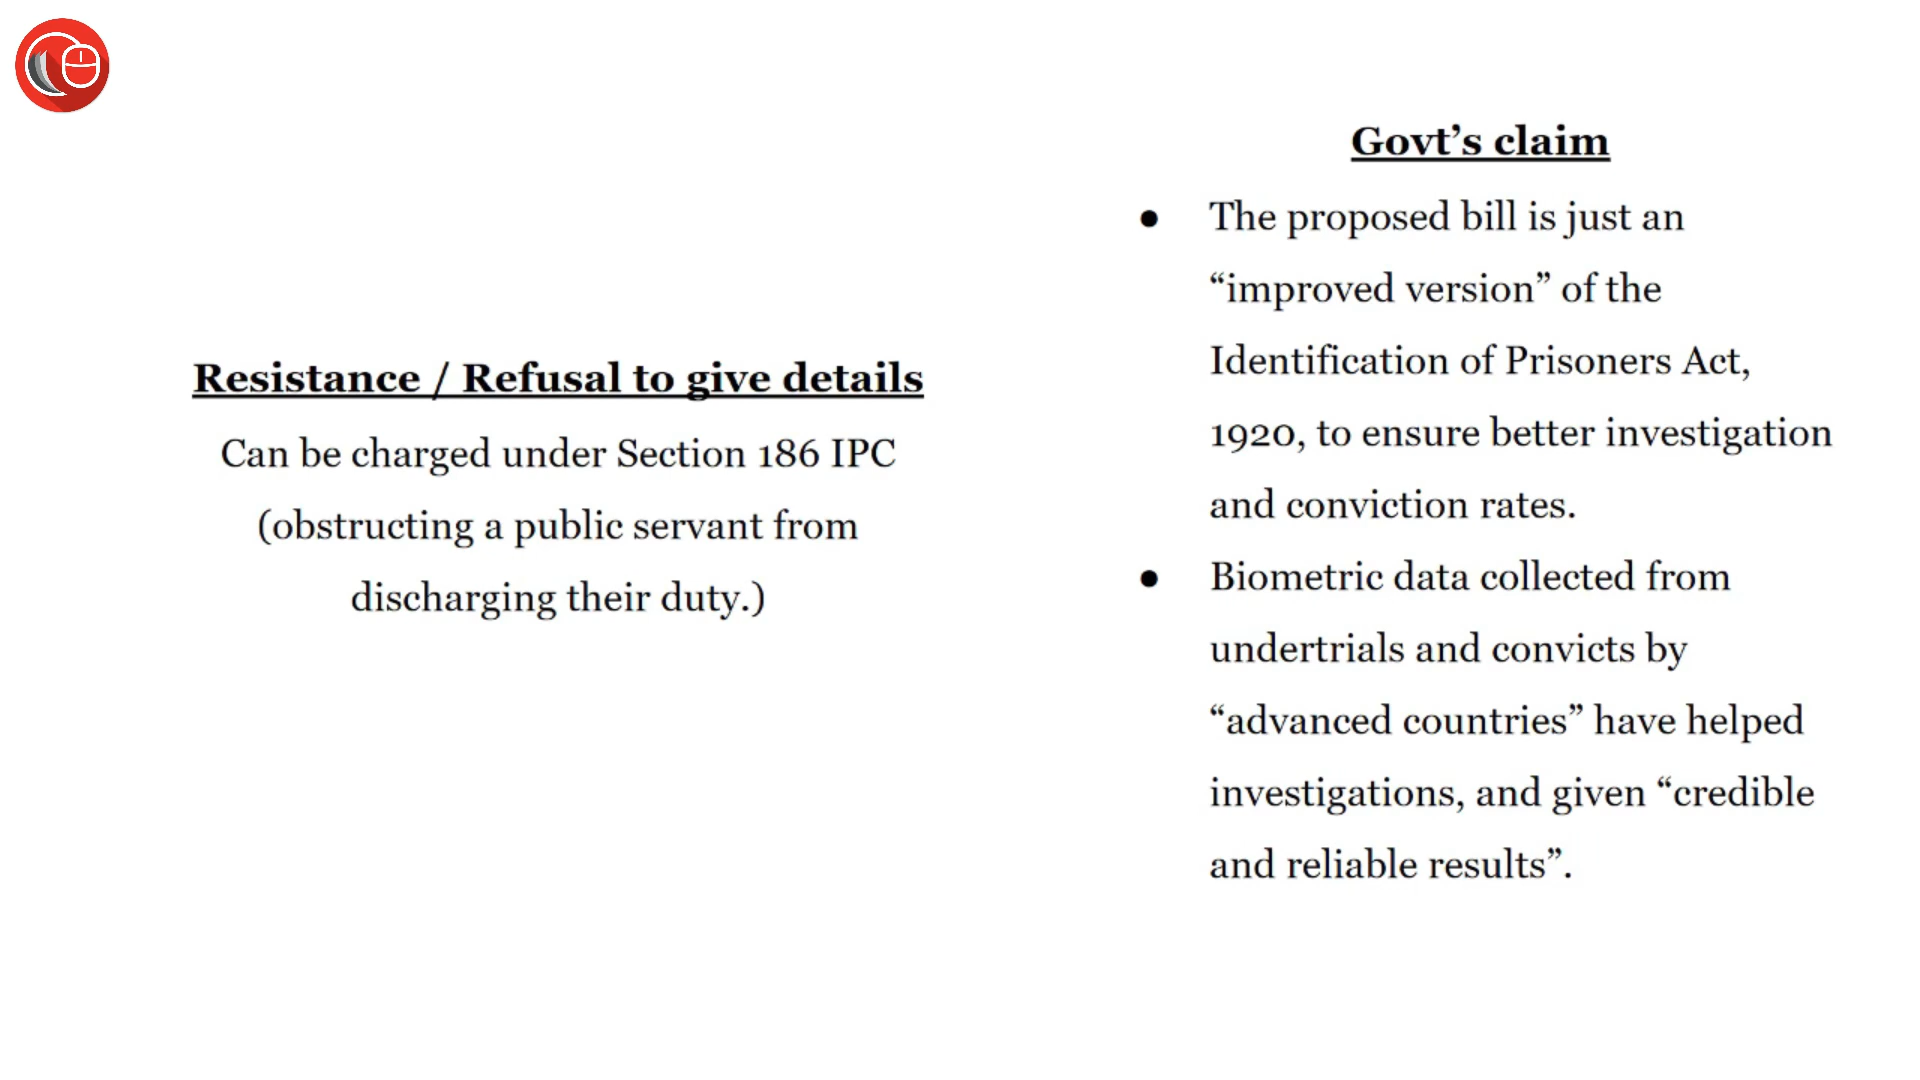 Resistance / Refusal to give details
Can be charged under Section 186 IPC
(obstructing a public servant from
discharging their duty.)
Govt’s claim
● The proposed bill is just an
“improved version” of the
Identification of Prisoners Act,
1920, to ensure better investigation
and conviction rates.
● Biometric data collected from
undertrials and convicts by
“advanced countries” have helped
investigations, and given “credible
and reliable results”.